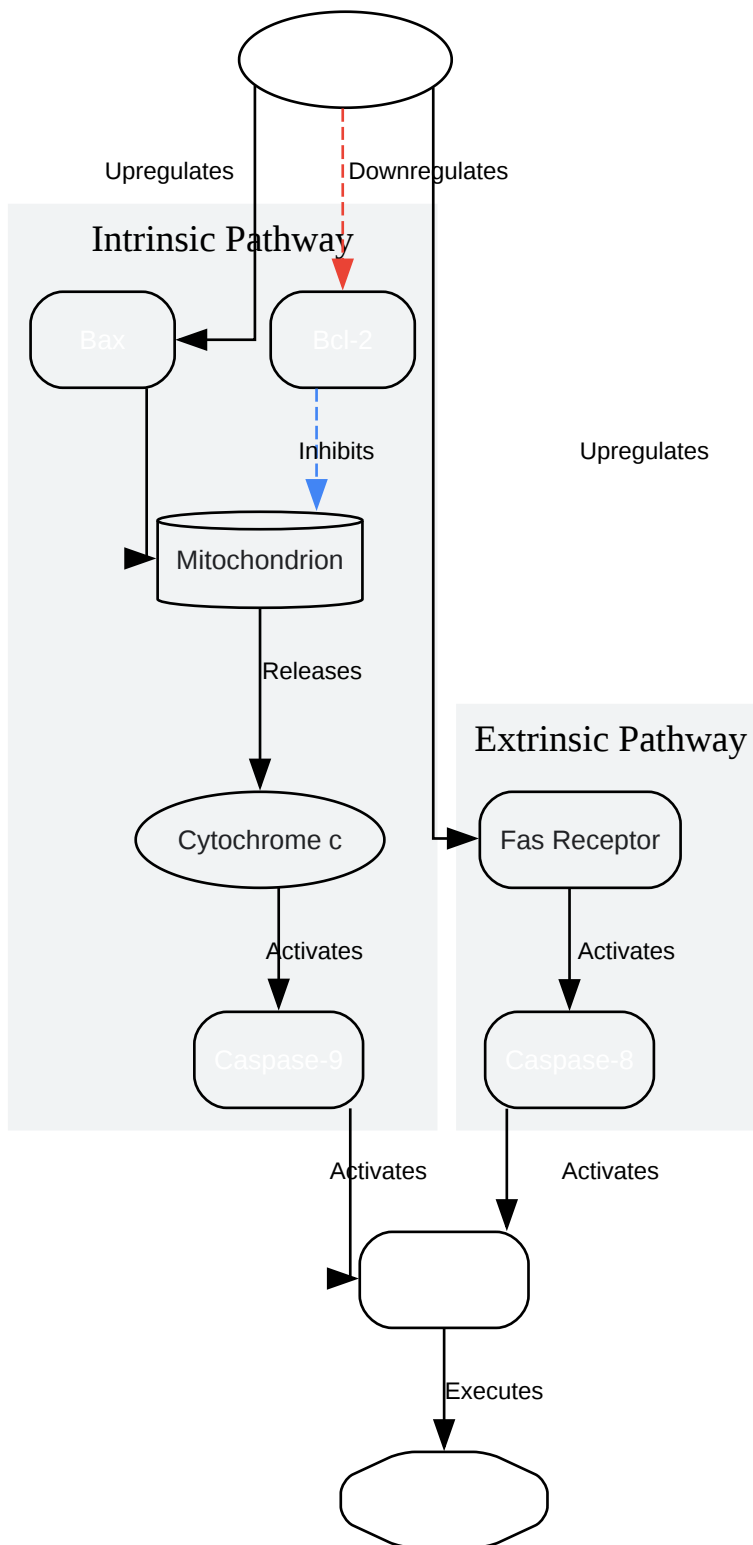 Upregulates
Downregulates
Intrinsic Pathway
Bax
Bcl-2
Inhibits
Upregulates
Mitochondrion
Releases
Extrinsic Pathway
Cytochrome c
Fas Receptor
Activates
Activates
Caspase-9
Caspase-8
Activates
Activates
Executes